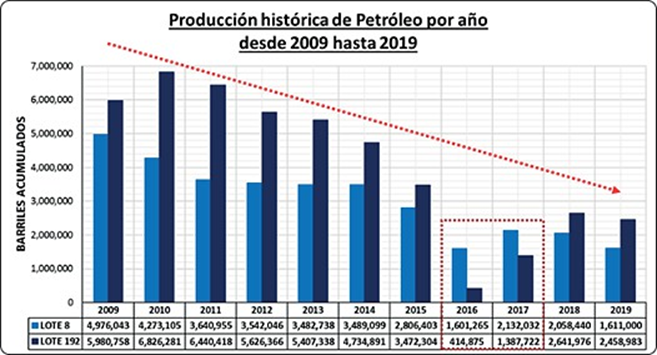 Producción histórica de Petróleo por año
desde 2009 hasta 2019
BARRILES ACUMULADOS
7,000,000
6,000,000
5,000,000
4,000,000
3,000,000
2,000,000
1,000,000
0
2009 2010 2011 2012 2013 2014 2015 2016 2017 2018 2019
LOTE 8 4,976,043 4,273,105 3,640,955 3,542,046 3,482,738 3,489,099 2,806,403 1,601,265 2,132,032 2,058,440 1,611,000
LOTE 192 5,980,758 6,826,281 6,440,418 5,626,366 5,407,338 4,734,891 3,472,304 414,875 1,387,722 2,641,976 2,458,983